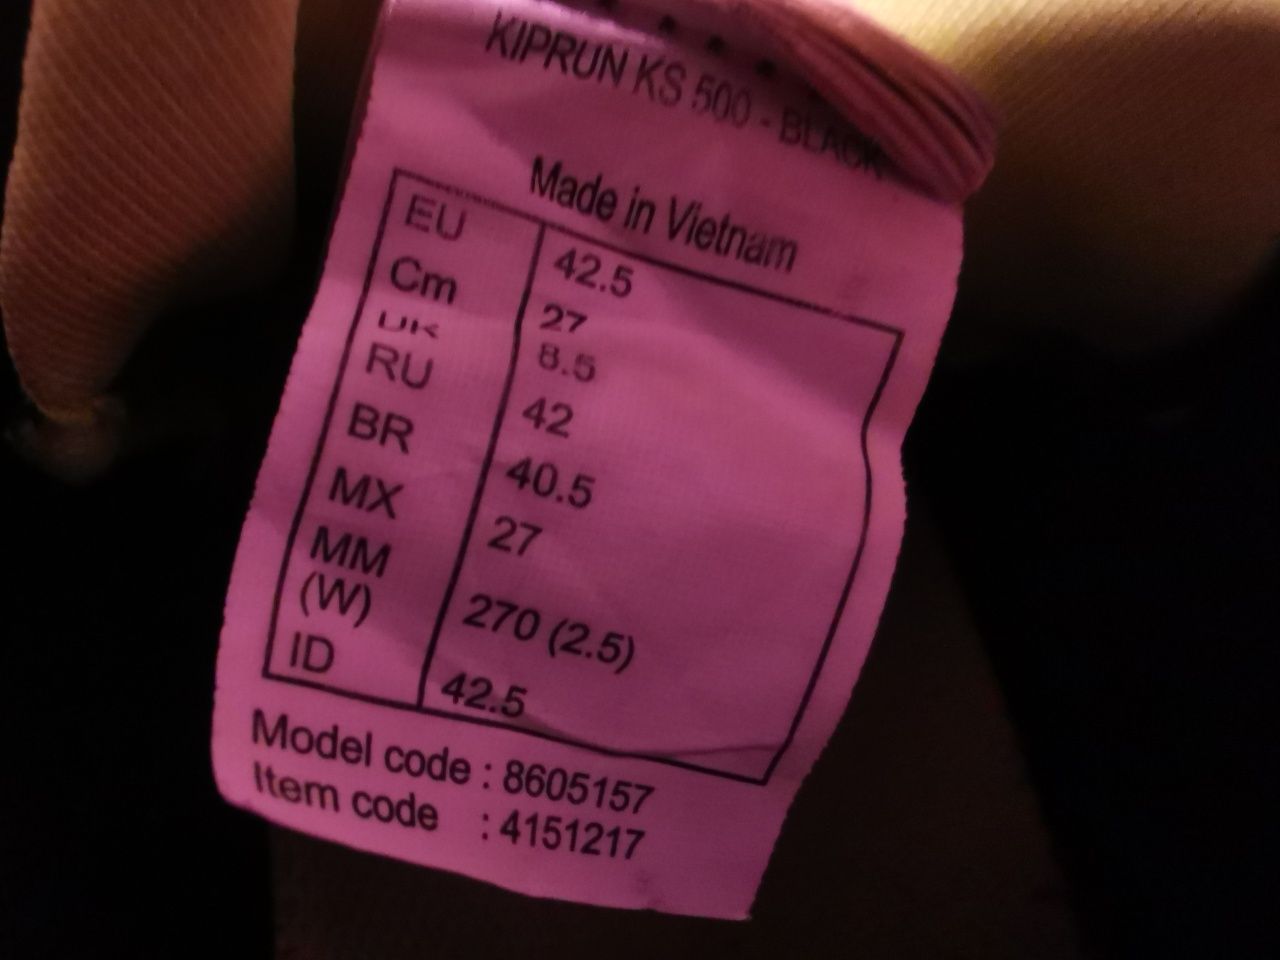 KIPRUN KS 500 - BLACK
Made in Vietnam
EU 42.5
Cm 27
UK 8.5
RU 42
BR 40.5
MX 27
MM
(W) 270 (2.5)
ID 42.5
Model code : 8605157
Item code : 4151217